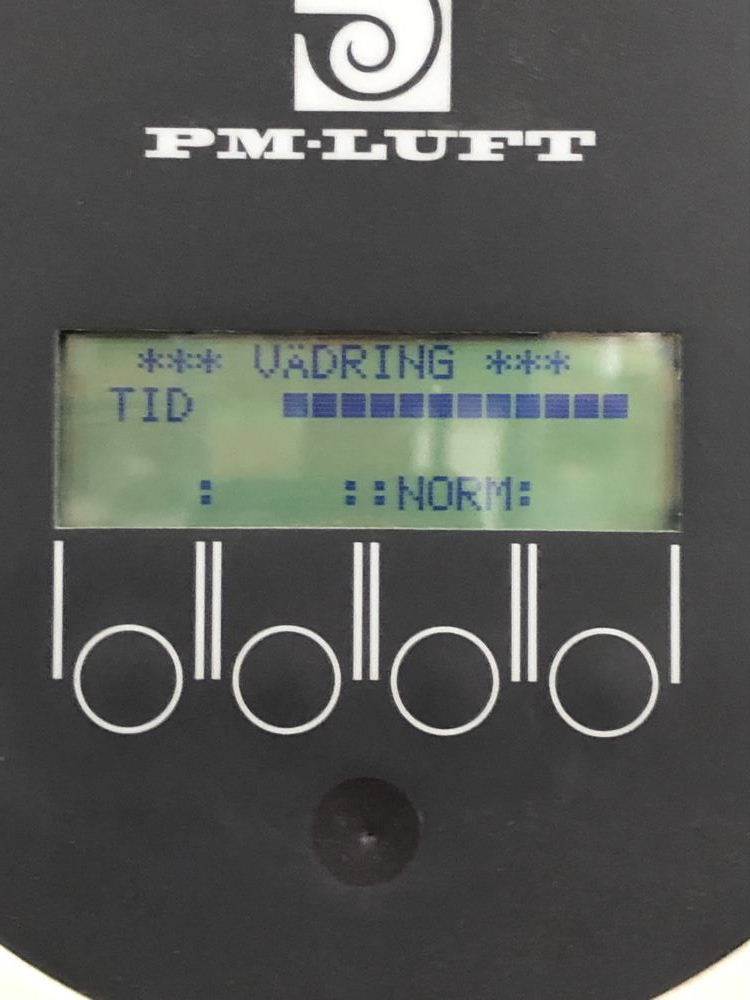 PM-LUFT
*** VÄDRING ***
TID
: ::NORM: